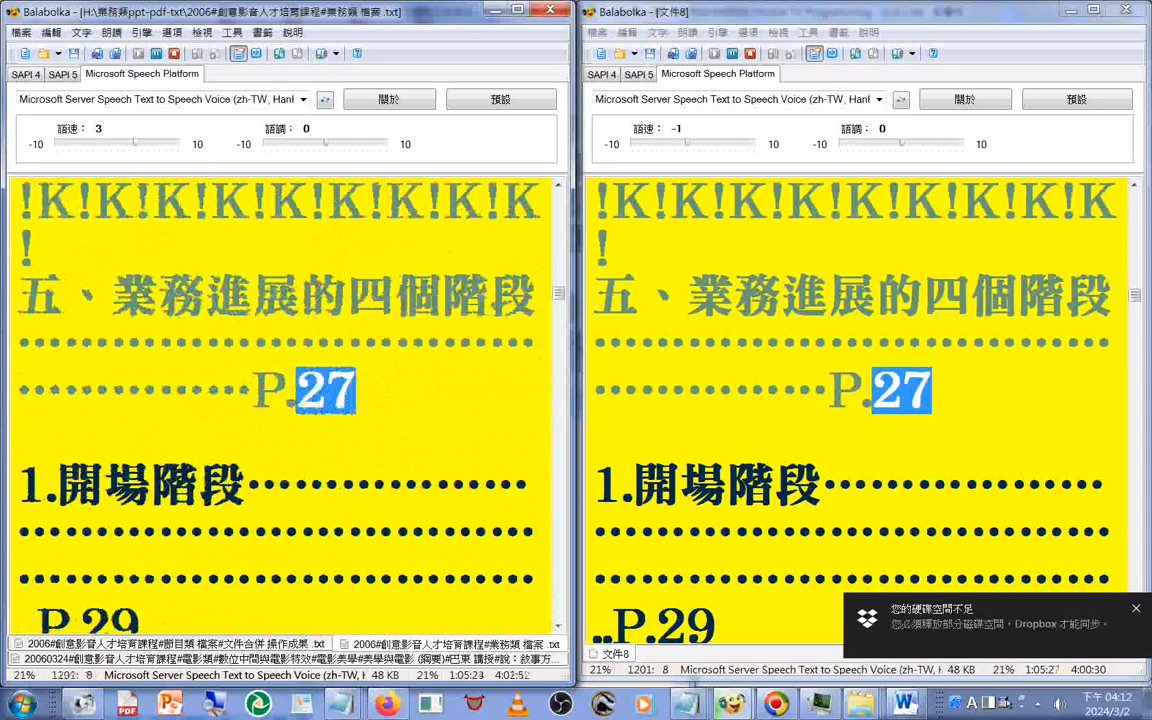 Balabolka - [H:\業務類ppt-pdf-txt\2006#創意影音人才培育課程#業務類 檔案 .txt]
檔案 編輯 文字 朗讀 引擎 選項 檢視 工具 書籤 說明
SAPI 4 SAPI 5 Microsoft Speech Platform
Microsoft Server Speech Text to Speech Voice (zh-TW, Hanl
關於 預設
語速： 3 語調： 0
-10 10 -10 10
!K!K!K!K!K!K!K!K!K
!
五、業務進展的四個階段
•••••••••••••••••••••••••••••
•••••••••••••P.27
1.開場階段••••••••••••••••
•••••••••••••••••••••••••••••
•••••••••••••••••••••••••••••
P.29
2006#創意影音人才培育課程#節目類 檔案#文件合併 操作成果 .txt
2006#創意影音人才培育課程#業務類 檔案 .txt
20060324#創意影音人才培育課程#電影類#數位中間與電影特效#電影美學#美學與電影 (綱要)#巴東 講授#說：敘事方...
21% 8 Microsoft Server Speech Text to Speech Voice (zh-TW, Hanl 48 KB 1:05:23
Balabolka - [文件8]
檔案 編輯 文字 朗讀 引擎 選項 檢視 工具 書籤 說明
SAPI 4 SAPI 5 Microsoft Speech Platform
Microsoft Server Speech Text to Speech Voice (zh-TW, Hanl
關於 預設
語速： -1 語調： 0
-10 10 -10 10
!K!K!K!K!K!K!K!K!K
!
五、業務進展的四個階段
•••••••••••••••••••••••••••••
•••••••••••••P.27
1.開場階段••••••••••••••••
•••••••••••••••••••••••••••••
•••••••••••••••••••••••••••••
..P.29
文件8
21% 1201: 8 Microsoft Server Speech Text to Speech Voice (zh-TW, Hanl 48 KB 1:05:27 4:00:30
您的硬碟空間不足
您必須釋放部分磁碟空間，Dropbox 才能同步。
下午 04:12
2024/3/2